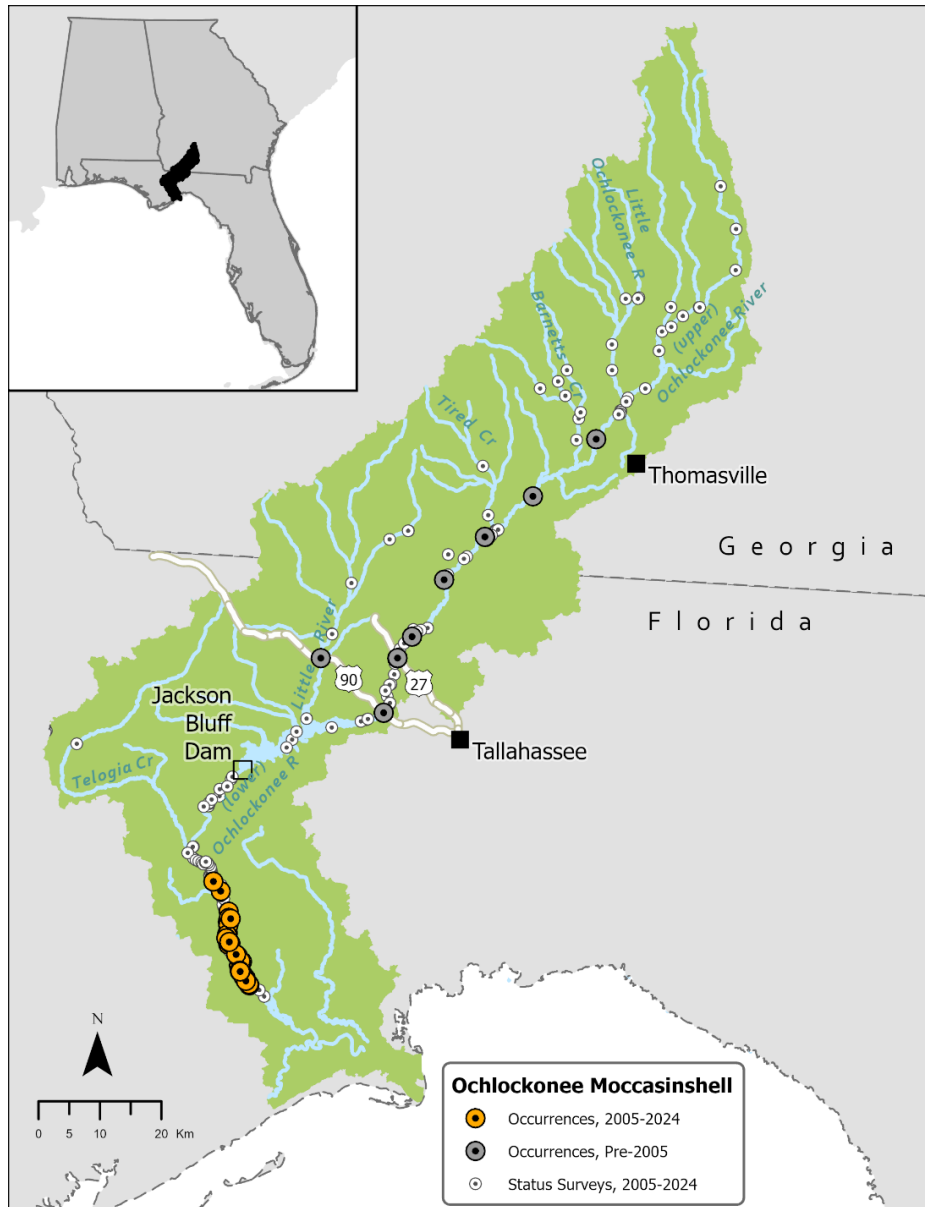 Little
Ochlockonee R
Barnetts Cr
(upper)
Ochlockonee River
Tired Cr
Thomasville
Georgia
Florida
Little River
90
27
Jackson
Bluff
Dam
Tallahassee
Telogia Cr
(lower)
Ochlockonee R
N
0 5 10 20 Km
Ochlockonee Moccasinshell
Occurrences, 2005-2024
Occurrences, Pre-2005
Status Surveys, 2005-2024